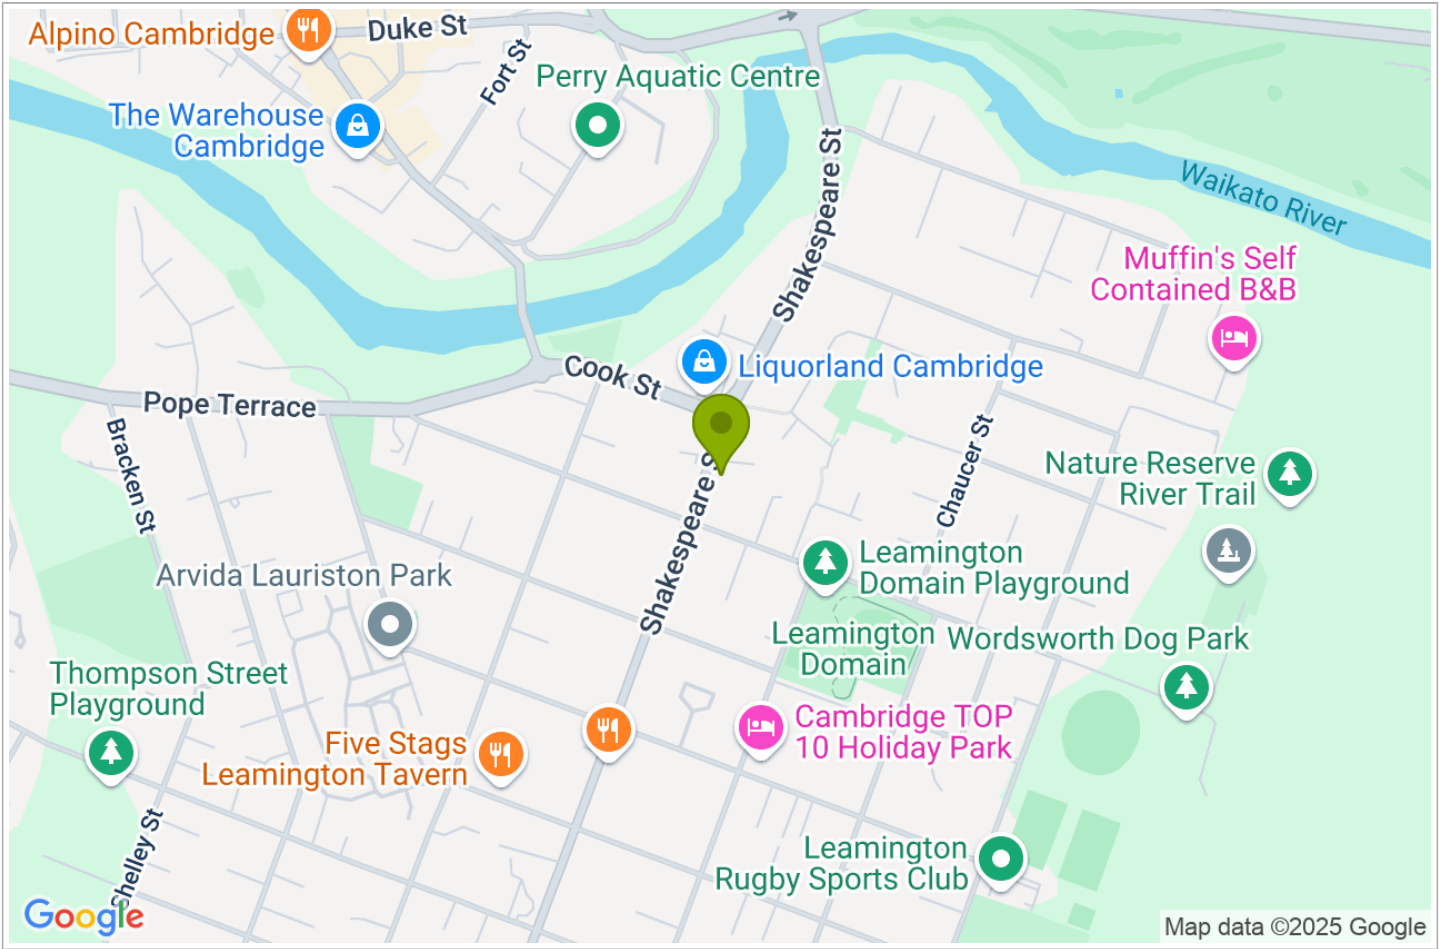 Alpino Cambridge
Duke St
Fort St
Perry Aquatic Centre
The Warehouse
Cambridge
Shakespeare St
Waikato River
Muffin's Self
Contained B&B
Cook St
Liquorland Cambridge
Pope Terrace
Bracken St
Chaucer St
Nature Reserve
River Trail
Shakespeare S
Arvida Lauriston Park
Leamington
Domain Playground
Leamington
Domain
Wordsworth Dog Park
Thompson Street
Playground
Five Stags
Leamington Tavern
Cambridge TOP
10 Holiday Park
Shelley St
Leamington
Rugby Sports Club
Google
Map data ©2025 Google